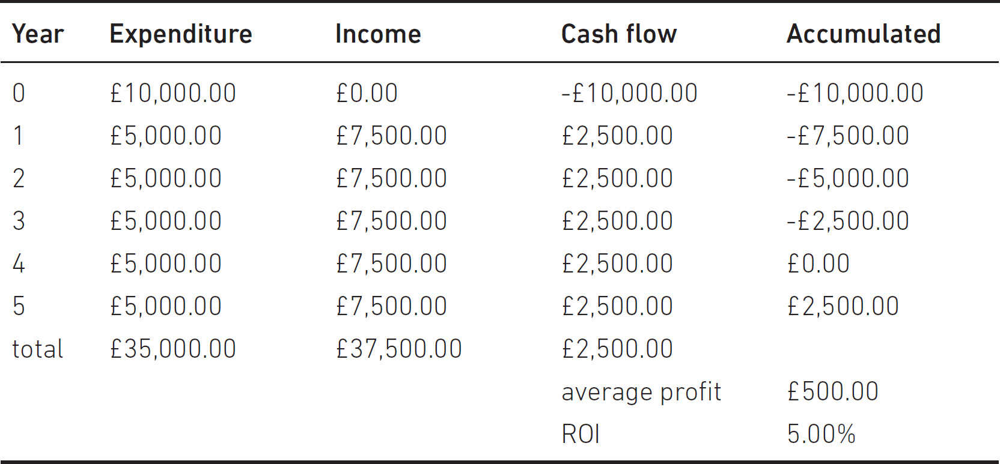 Year Expenditure Income Cash flow Accumulated
0 £10,000.00 £0.00 -£10,000.00 -£10,000.00
1 £5,000.00 £7,500.00 £2,500.00 -£7,500.00
2 £5,000.00 £7,500.00 £2,500.00 -£5,000.00
3 £5,000.00 £7,500.00 £2,500.00 -£2,500.00
4 £5,000.00 £7,500.00 £2,500.00 £0.00
5 £5,000.00 £7,500.00 £2,500.00 £2,500.00
total £35,000.00 £37,500.00 £2,500.00
average profit £500.00
ROI 5.00%